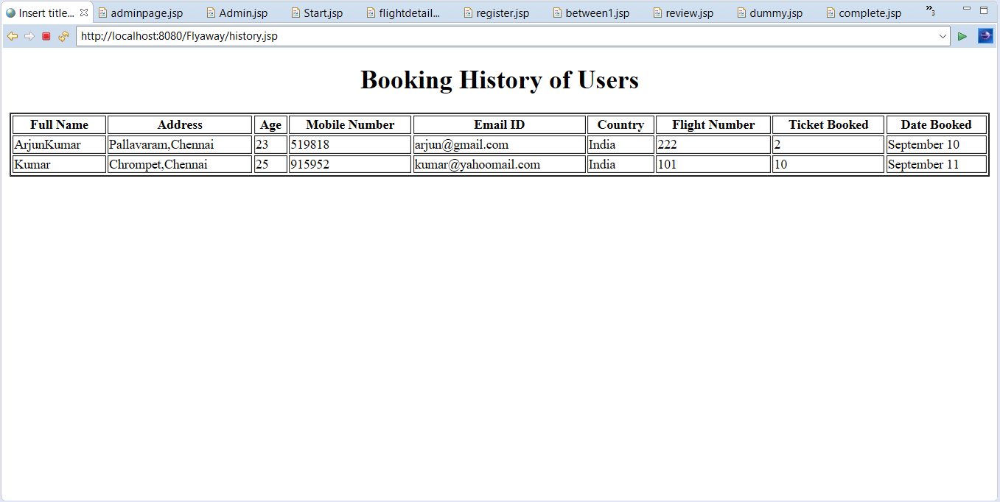 Insert title... adminpage.jsp Admin.jsp Start.jsp flightdetail... register.jsp between1.jsp review.jsp dummy.jsp complete.jsp »3
http://localhost:8080/Flyaway/history.jsp
Booking History of Users
Full Name Address Age Mobile Number Email ID Country Flight Number Ticket Booked Date Booked
ArjunKumar Pallavaram,Chennai 23 519818 arjun@gmail.com India 222 2 September 10
Kumar Chrompet,Chennai 25 915952 kumar@yahoomail.com India 101 10 September 11